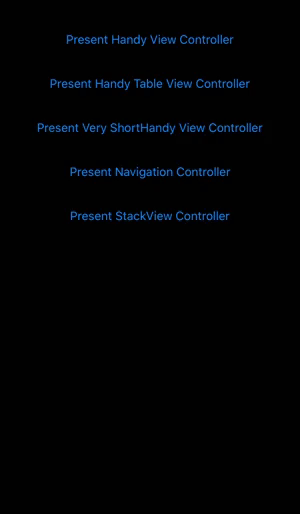 Present Handy View Controller
Present Handy Table View Controller
Present Very ShortHandy View Controller
Present Navigation Controller
Present StackView Controller